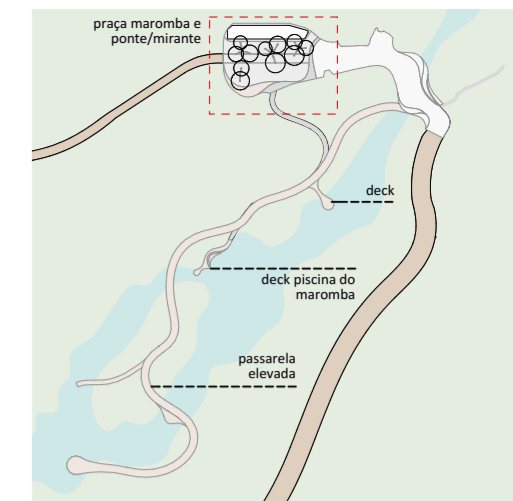 praça maromba e
ponte/mirante
deck
deck piscina do
maromba
passarela
elevada